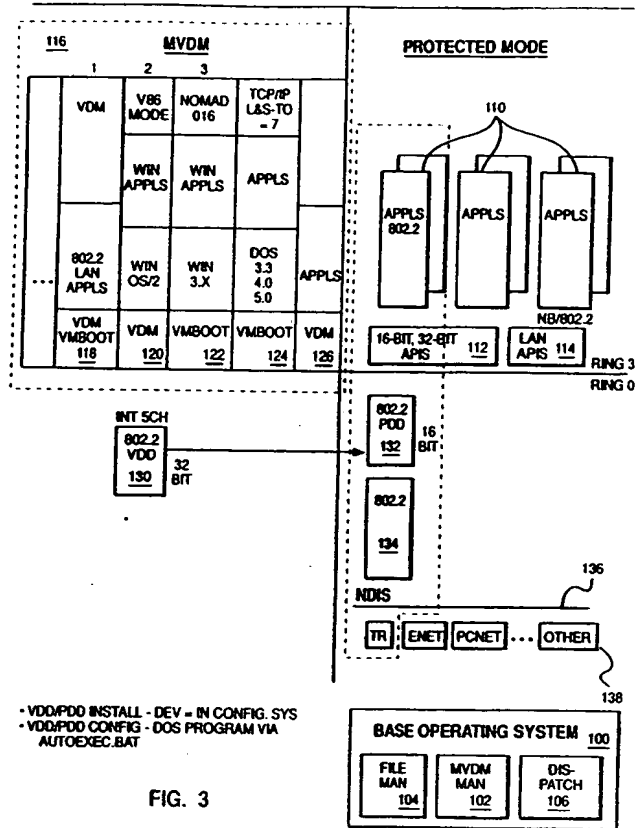 116
MVDM
PROTECTED MODE
1
2
3
VDM
V86
MODE
NOMAD
016
TCP/IP
L&S-TO
= 7
110
WIN
APPLS
WIN
APPLS
APPLS
APPLS
802.2
APPLS
APPLS
...
802.2
LAN
APPLS
WIN
OS/2
WIN
3.X
DOS
3.3
4.0
5.0
APPLS
NB/802.2
VDM
VMBOOT
118
VDM
120
VMBOOT
122
VMBOOT
124
VDM
126
16-BIT, 32-BIT
APIS
112
LAN
APIS
114
RING 3
RING 0
INT 5CH
802.2
VDD
130
32
BIT
802.2
PDD
132
16
BIT
802.2
134
NDIS
136
TR
ENET
PCNET
...
OTHER
138
• VDD/PDD INSTALL - DEV = IN CONFIG. SYS
• VDD/PDD CONFIG - DOS PROGRAM VIA
AUTOEXEC.BAT
BASE OPERATING SYSTEM
100
FILE
MAN
104
MVDM
MAN
102
DIS-
PATCH
106
FIG. 3